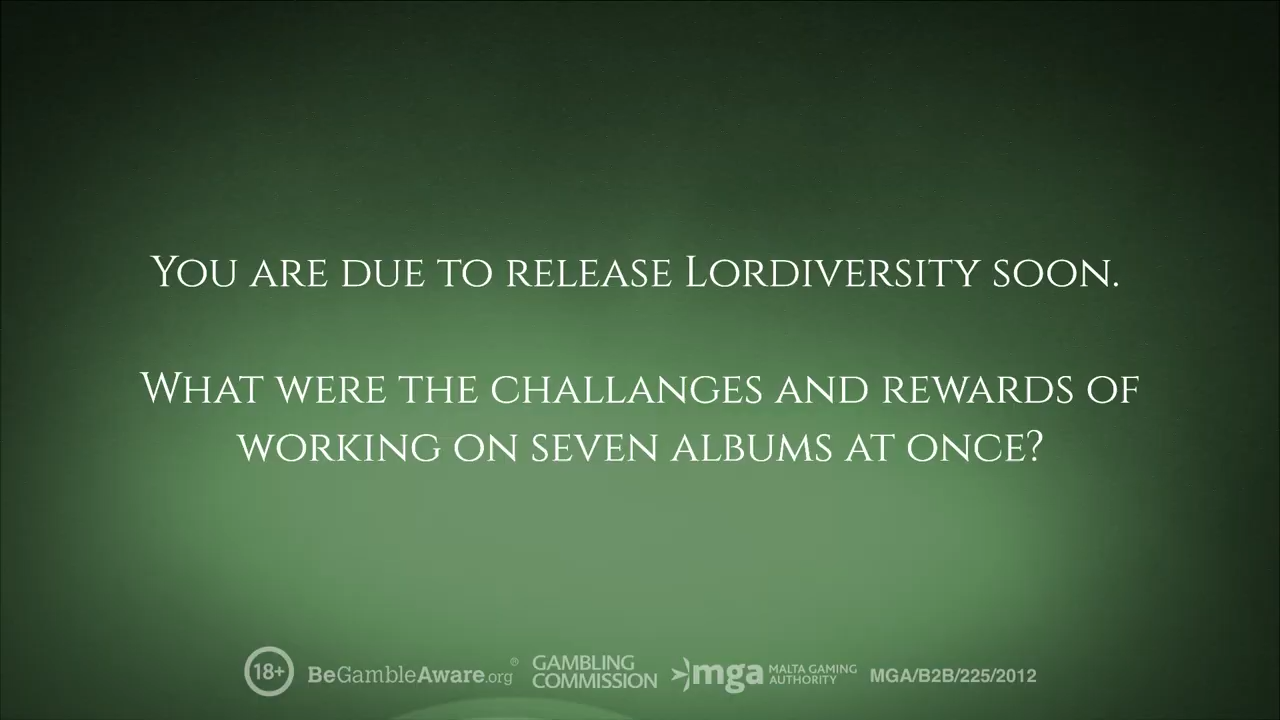 You are due to release Lordiversity soon.
What were the challanges and rewards of
working on seven albums at once?
18+ BeGambleAware.org® GAMBLING COMMISSION mga MALTA GAMING AUTHORITY MGA/B2B/225/2012